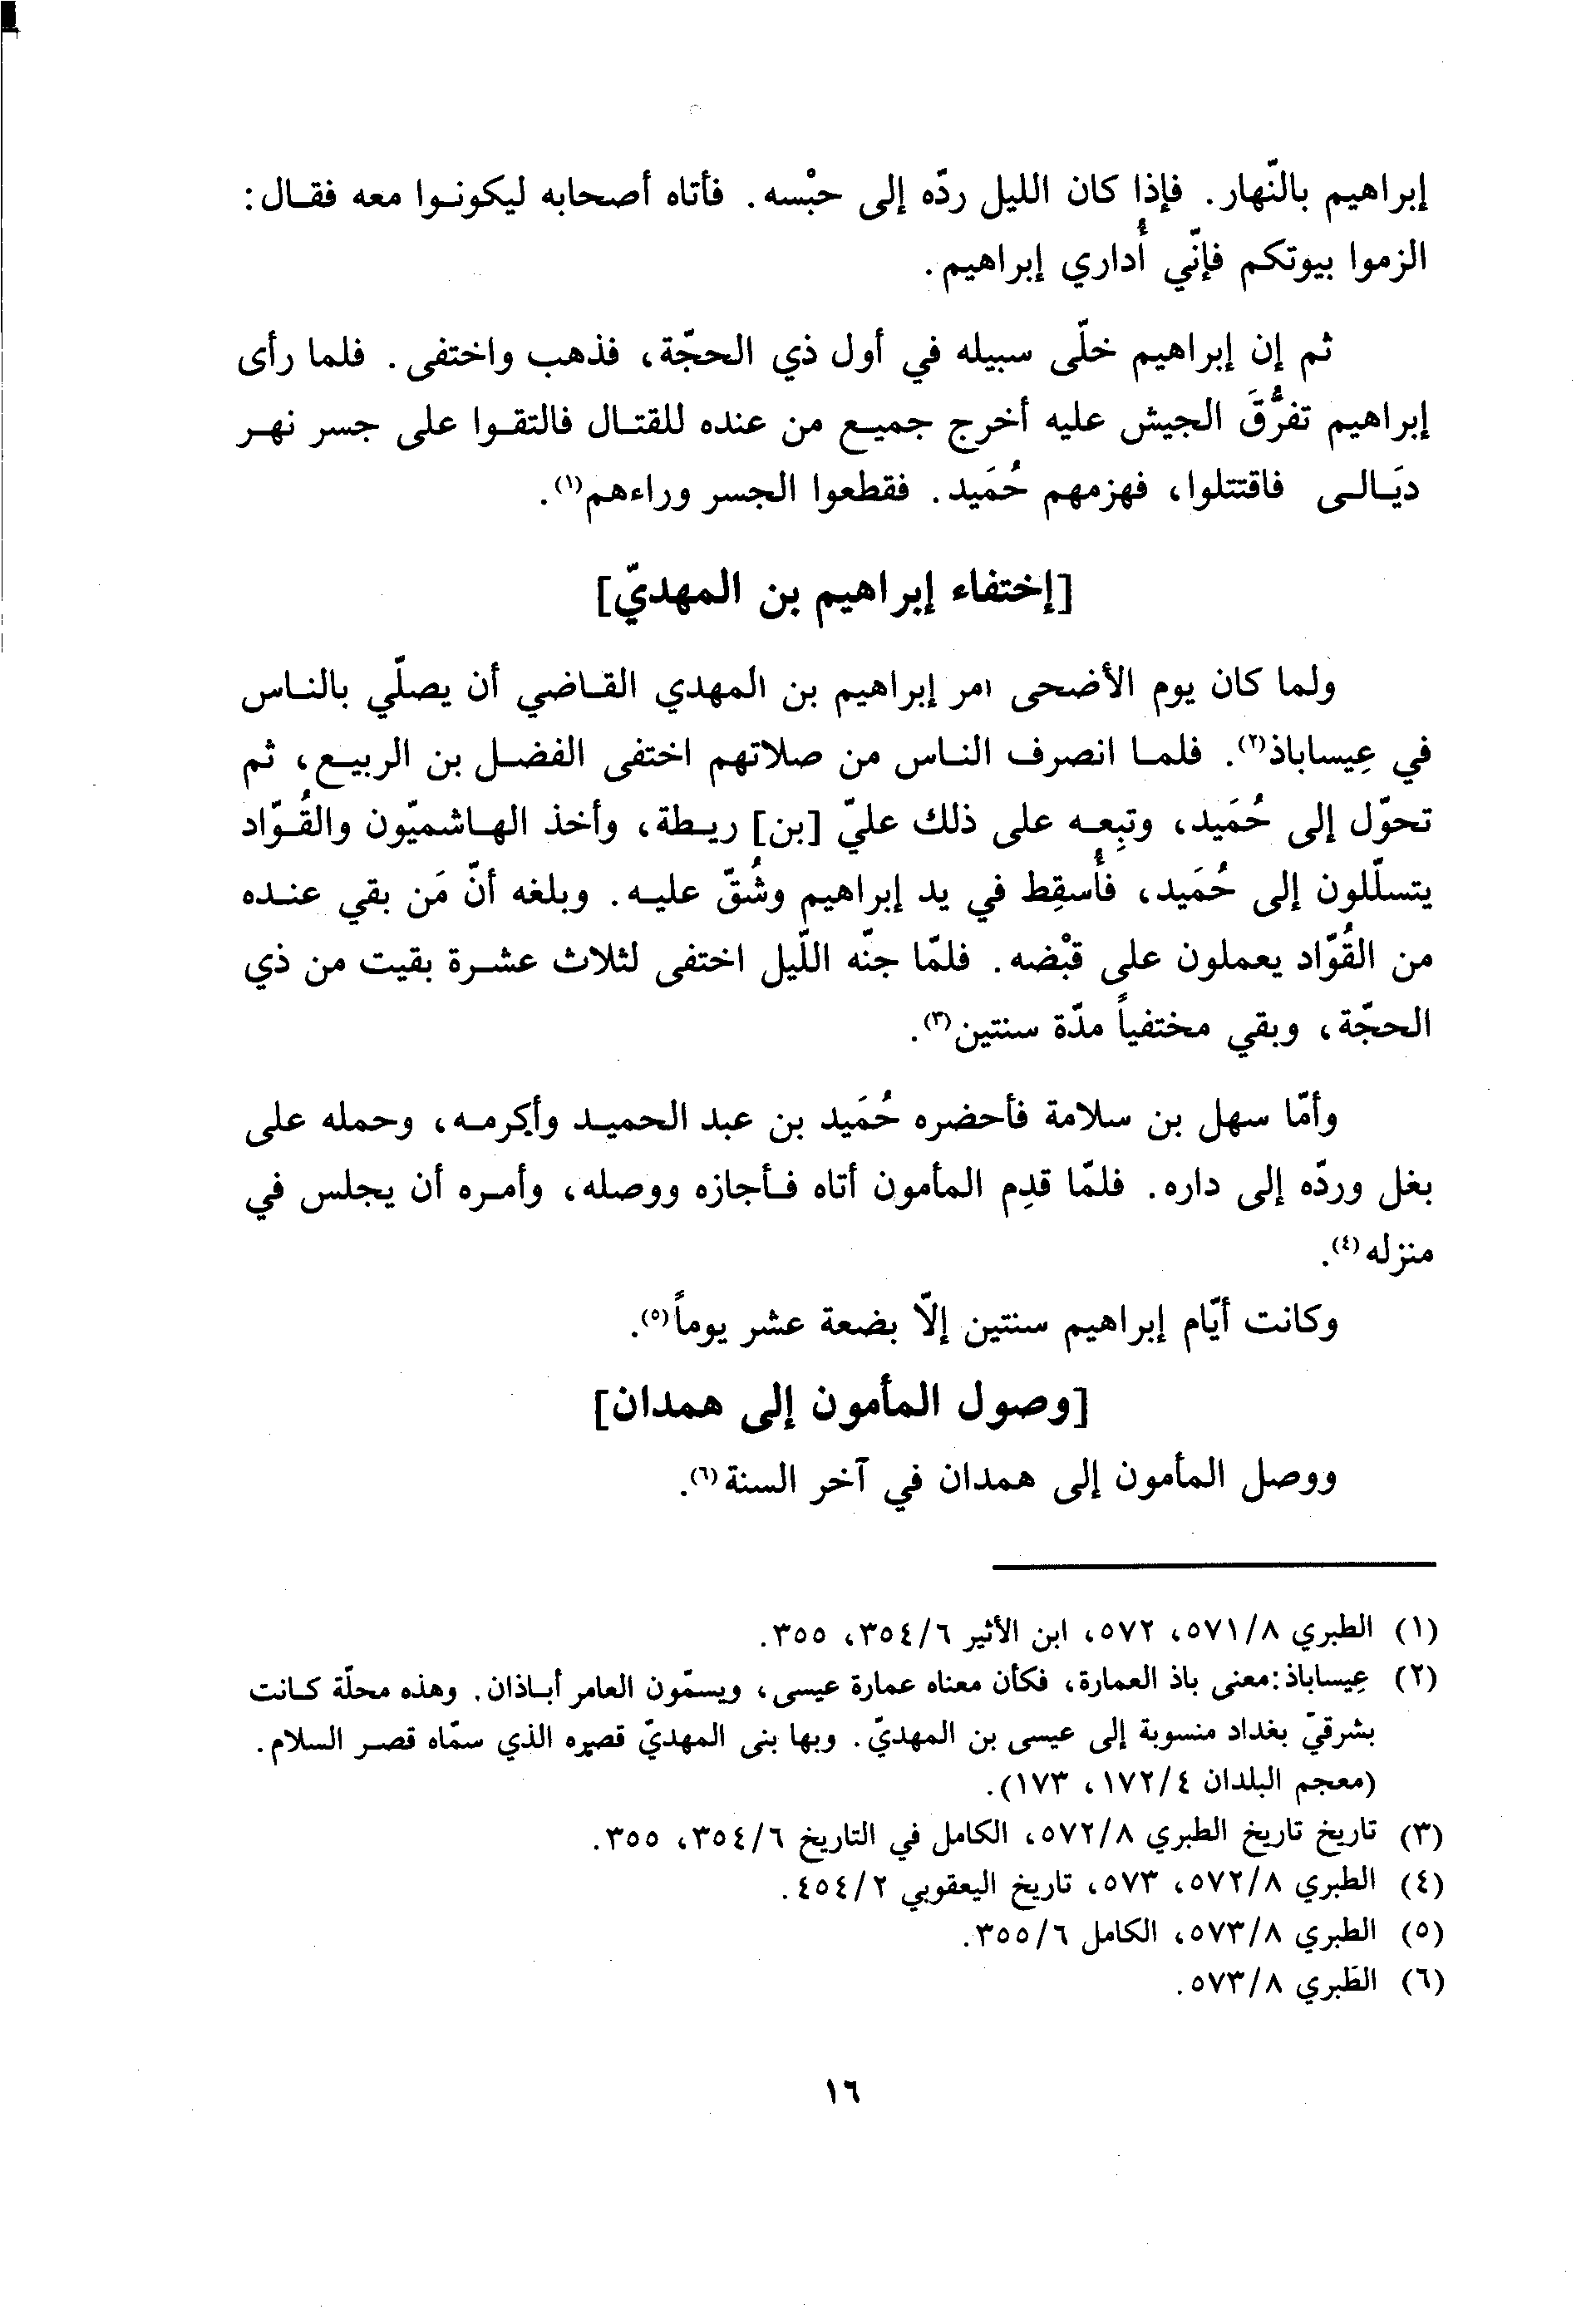 إبراهيم بالنّهار. فإذا كان الليل ردّه إلى حبْسه. فأتاه أصحابه ليكونوا معه فقال:
الزموا بيوتكم فإنّي أُداري إبراهيم.
ثم إن إبراهيم خلّى سبيله في أول ذي الحجّة، فذهب واختفى. فلما رأى
إبراهيم تفرُّقَ الجيش عليه أخرج جميع من عنده للقتال فالتقوا على جسر نهر
ديَالى فاقتتلوا، فهزمهم حُمَيد. فقطعوا الجسر وراءهم(١).
[إختفاء إبراهيم بن المهديّ]
ولما كان يوم الأضحى امر إبراهيم بن المهدي القاضي أن يصلّي بالناس
في عِيساباذ(٢). فلما انصرف الناس من صلاتهم اختفى الفضل بن الربيع، ثم
تحوّل إلى حُمَيد، وتبِعه على ذلك عليّ [بن] ريطة، وأخذ الهاشميّون والقُوّاد
يتسلّلون إلى حُمَيد، فأُسقِط في يد إبراهيم وشُقّ عليه. وبلغه أنّ مَن بقي عنده
من القُوّاد يعملون على قبْضه. فلمّا جنّه اللّيل اختفى لثلاث عشرة بقيت من ذي
الحجّة، وبقي مختفياً مدّة سنتين(٣).
وأمّا سهل بن سلامة فأحضره حُمَيد بن عبد الحميد وأكرمه، وحمله على
بغل وردّه إلى داره. فلمّا قدِم المأمون أتاه فأجازه ووصله، وأمره أن يجلس في
منزله(٤).
وكانت أيّام إبراهيم سنتين إلّا بضعة عشر يوماً(٥).
[وصول المأمون إلى همدان]
ووصل المأمون إلى همدان في آخر السنة(٦).
(١) الطبري ٥٧١/٨، ٥٧٢، ابن الأثير ٣٥٤/٦، ٣٥٥.
(٢) عِيساباذ: معنى باذ العمارة، فكأن معناه عمارة عيسى، ويسمّون العامر أباذان. وهذه محلّة كانت
بشرقيّ بغداد منسوبة إلى عيسى بن المهديّ. وبها بنى المهديّ قصره الذي سمّاه قصر السلام.
(معجم البلدان ١٧٢/٤، ١٧٣).
(٣) تاريخ تاريخ الطبري ٥٧٢/٨، الكامل في التاريخ ٣٥٤/٦، ٣٥٥.
(٤) الطبري ٥٧٢/٨، ٥٧٣، تاريخ اليعقوبي ٤٥٤/٢.
(٥) الطبري ٥٧٣/٨، الكامل ٣٥٥/٦.
(٦) الطبري ٥٧٣/٨.
١٦